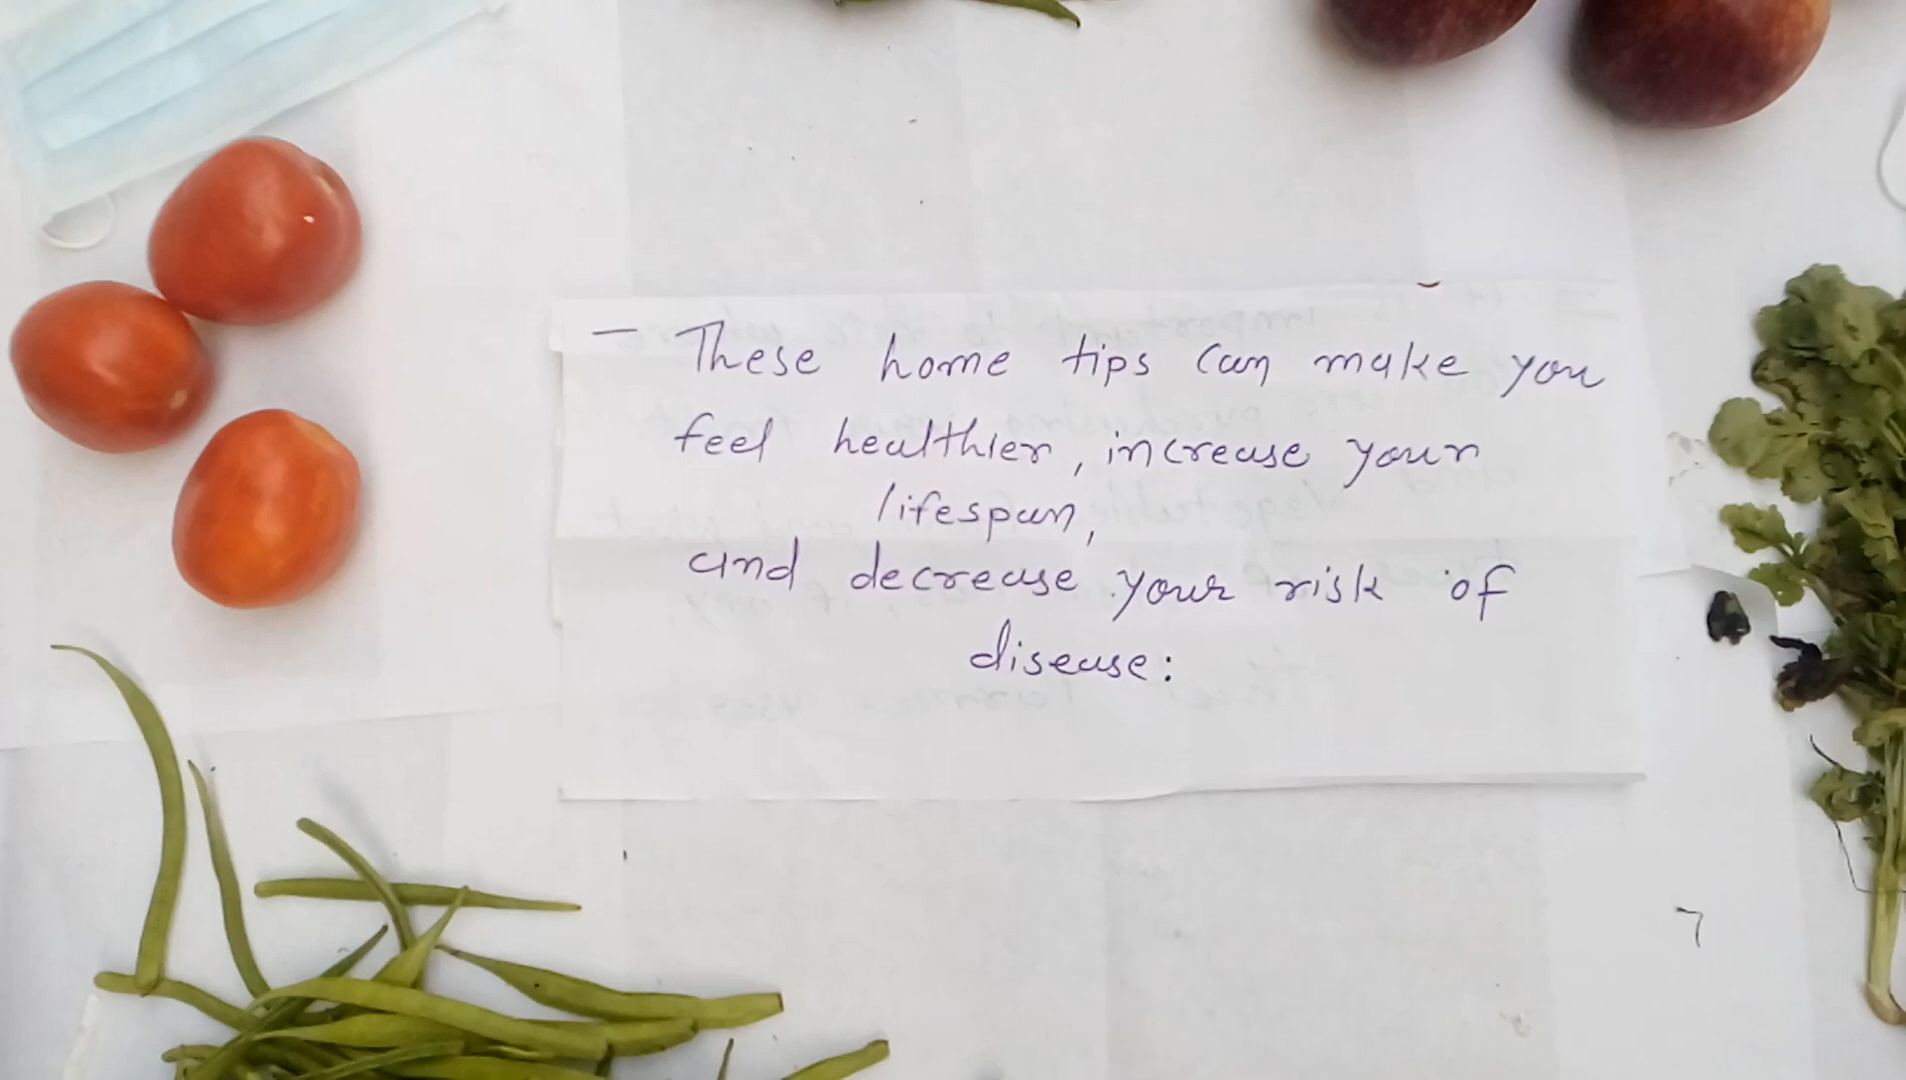 - These home tips can make you
feel healthier, increase your
lifespan,
and decrease your risk of
disease: